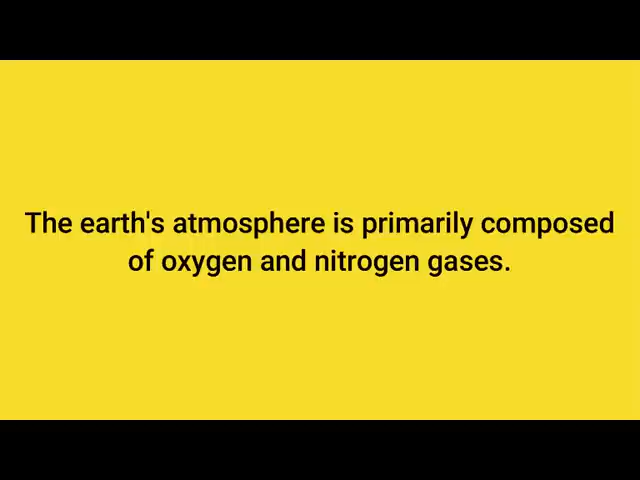 The earth's atmosphere is primarily composed
of oxygen and nitrogen gases.